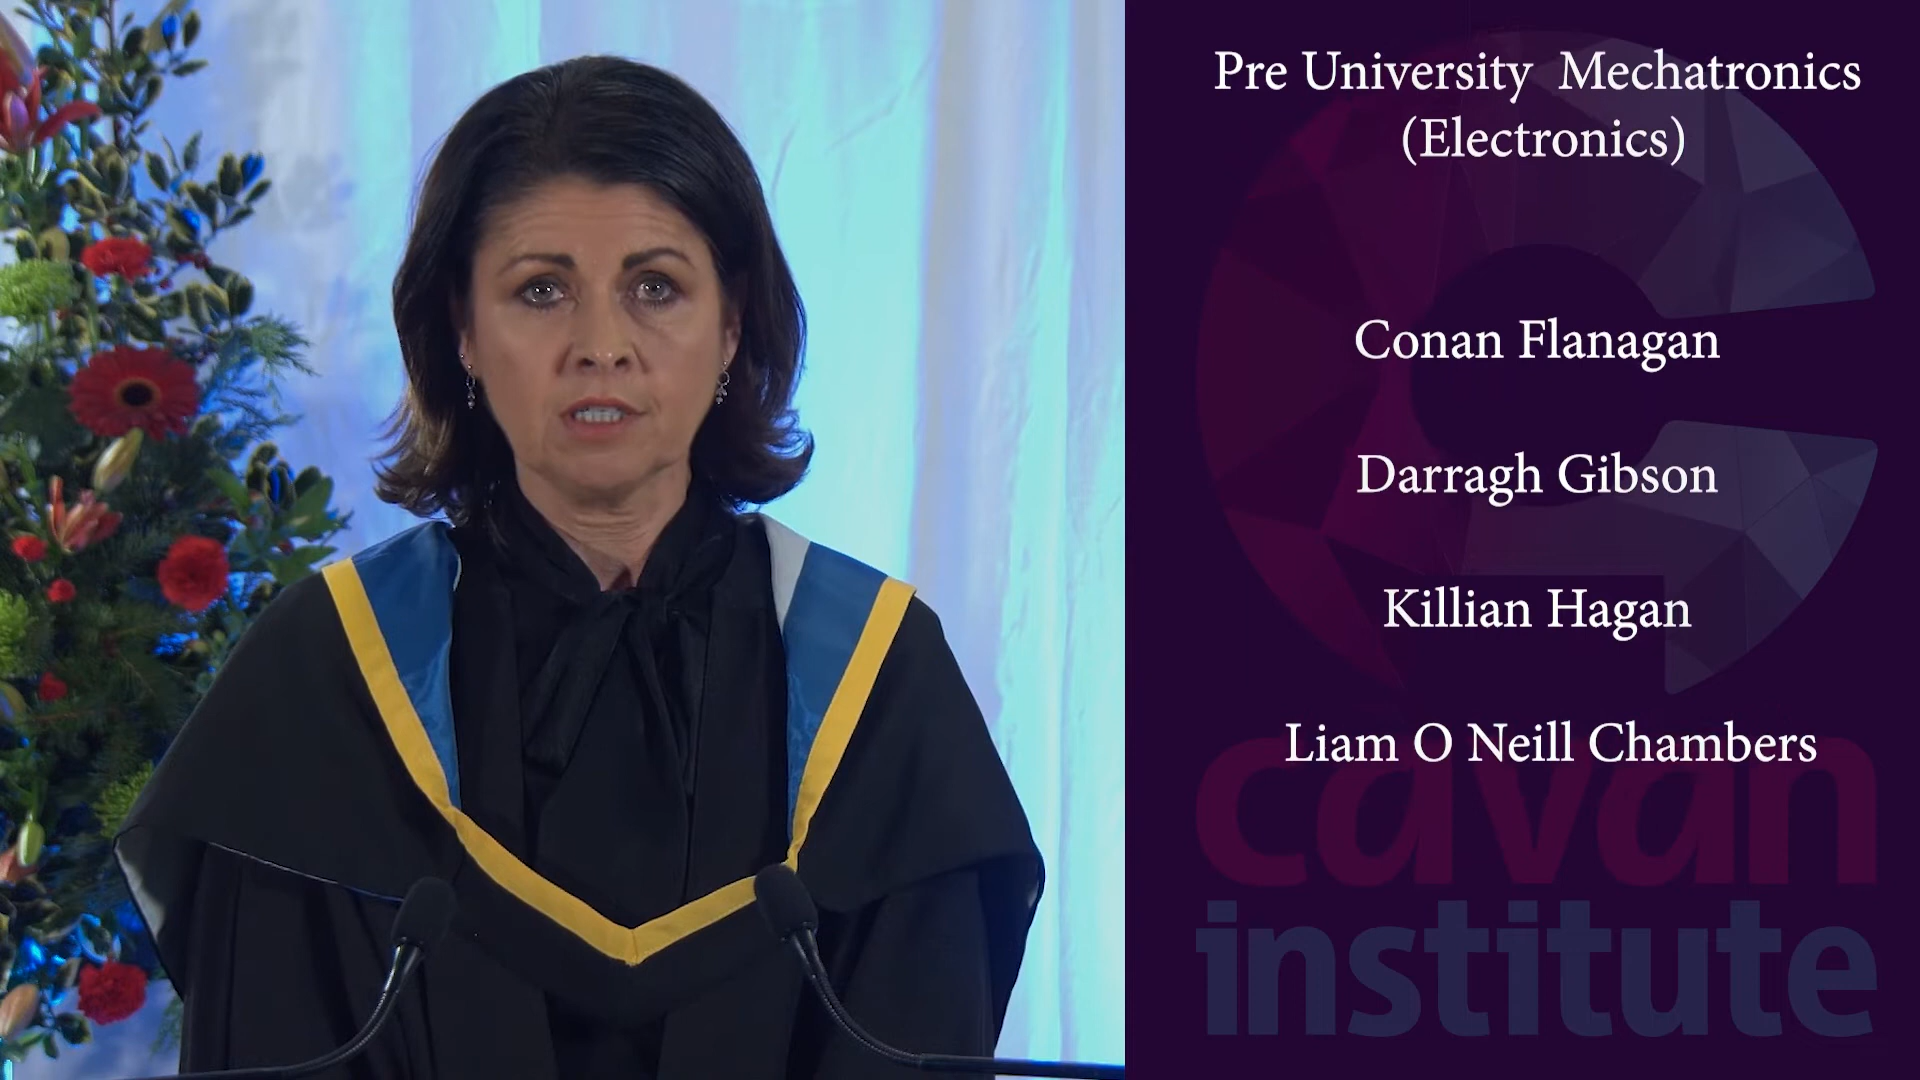 Pre University Mechatronics
(Electronics)
Conan Flanagan
Darragh Gibson
Killian Hagan
Liam O Neill Chambers
cavan
institute